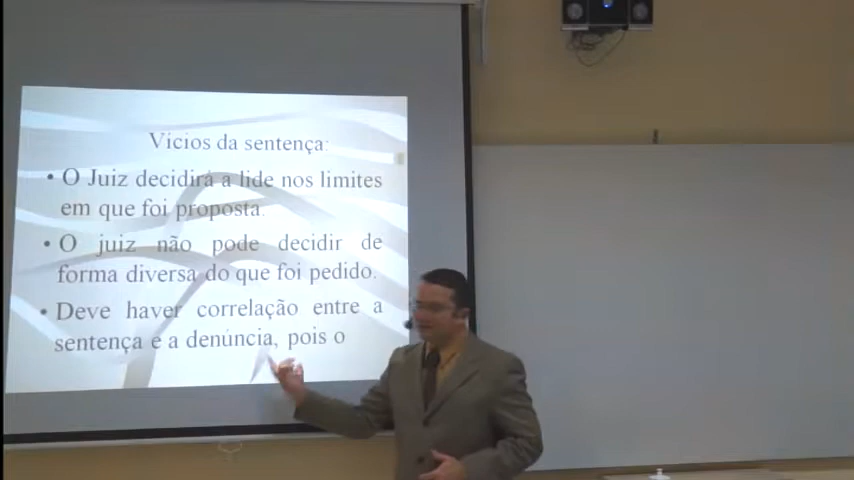 Vícios da sentença:
• O Juiz decidirá a lide nos limites
em que foi proposta.
• O juiz não pode decidir de
forma diversa do que foi pedido.
• Deve haver correlação entre a
sentença e a denúncia, pois o